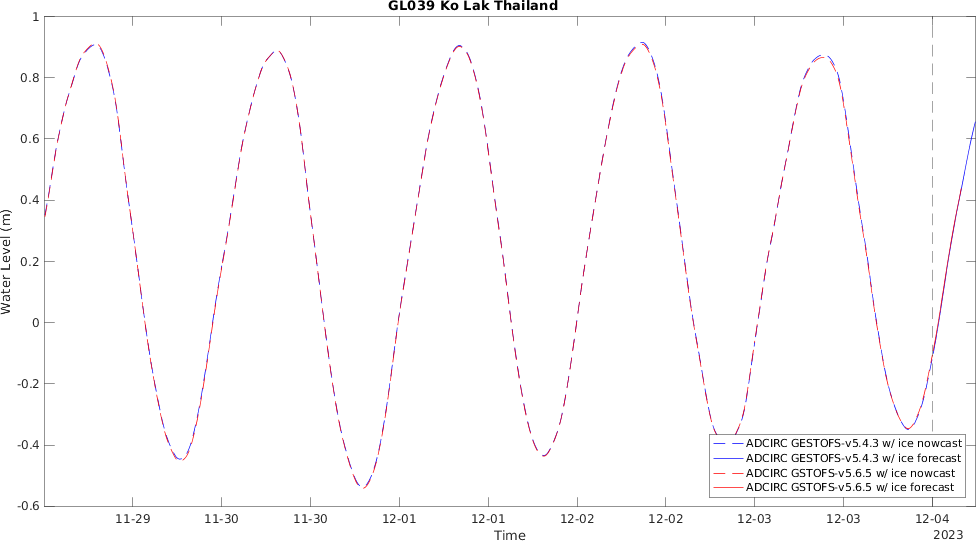 GL039 Ko Lak Thailand
1
0.8
0.6
0.4
0.2
0
-0.2
-0.4
-0.6
Water Level (m)
ADCIRC GESTOFS-v5.4.3 w/ ice nowcast
ADCIRC GESTOFS-v5.4.3 w/ ice forecast
ADCIRC GSTOFS-v5.6.5 w/ ice nowcast
ADCIRC GSTOFS-v5.6.5 w/ ice forecast
11-29 11-30 11-30 12-01 12-01 12-02 12-02 12-03 12-03 12-04
Time 2023